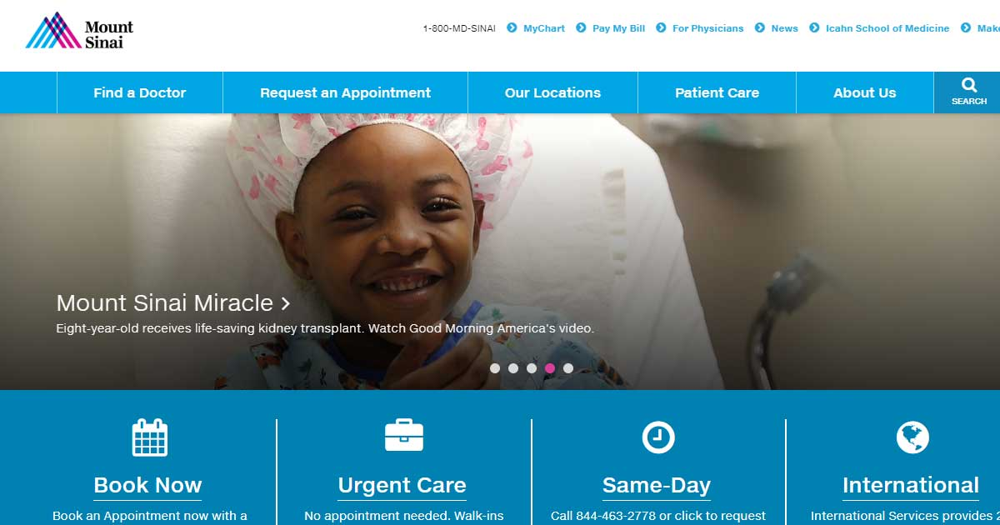 Mount
Sinai
1-800-MD-SINAI MyChart Pay My Bill For Physicians News Icahn School of Medicine
Find a Doctor Request an Appointment Our Locations Patient Care About Us SEARCH
Mount Sinai Miracle
Eight-year-old receives life-saving kidney transplant. Watch Good Morning America's video.
Book Now Urgent Care Same-Day International
Book an Appointment now with a No appointment needed. Walk-ins Call 844-463-2778 or click to request International Services provides